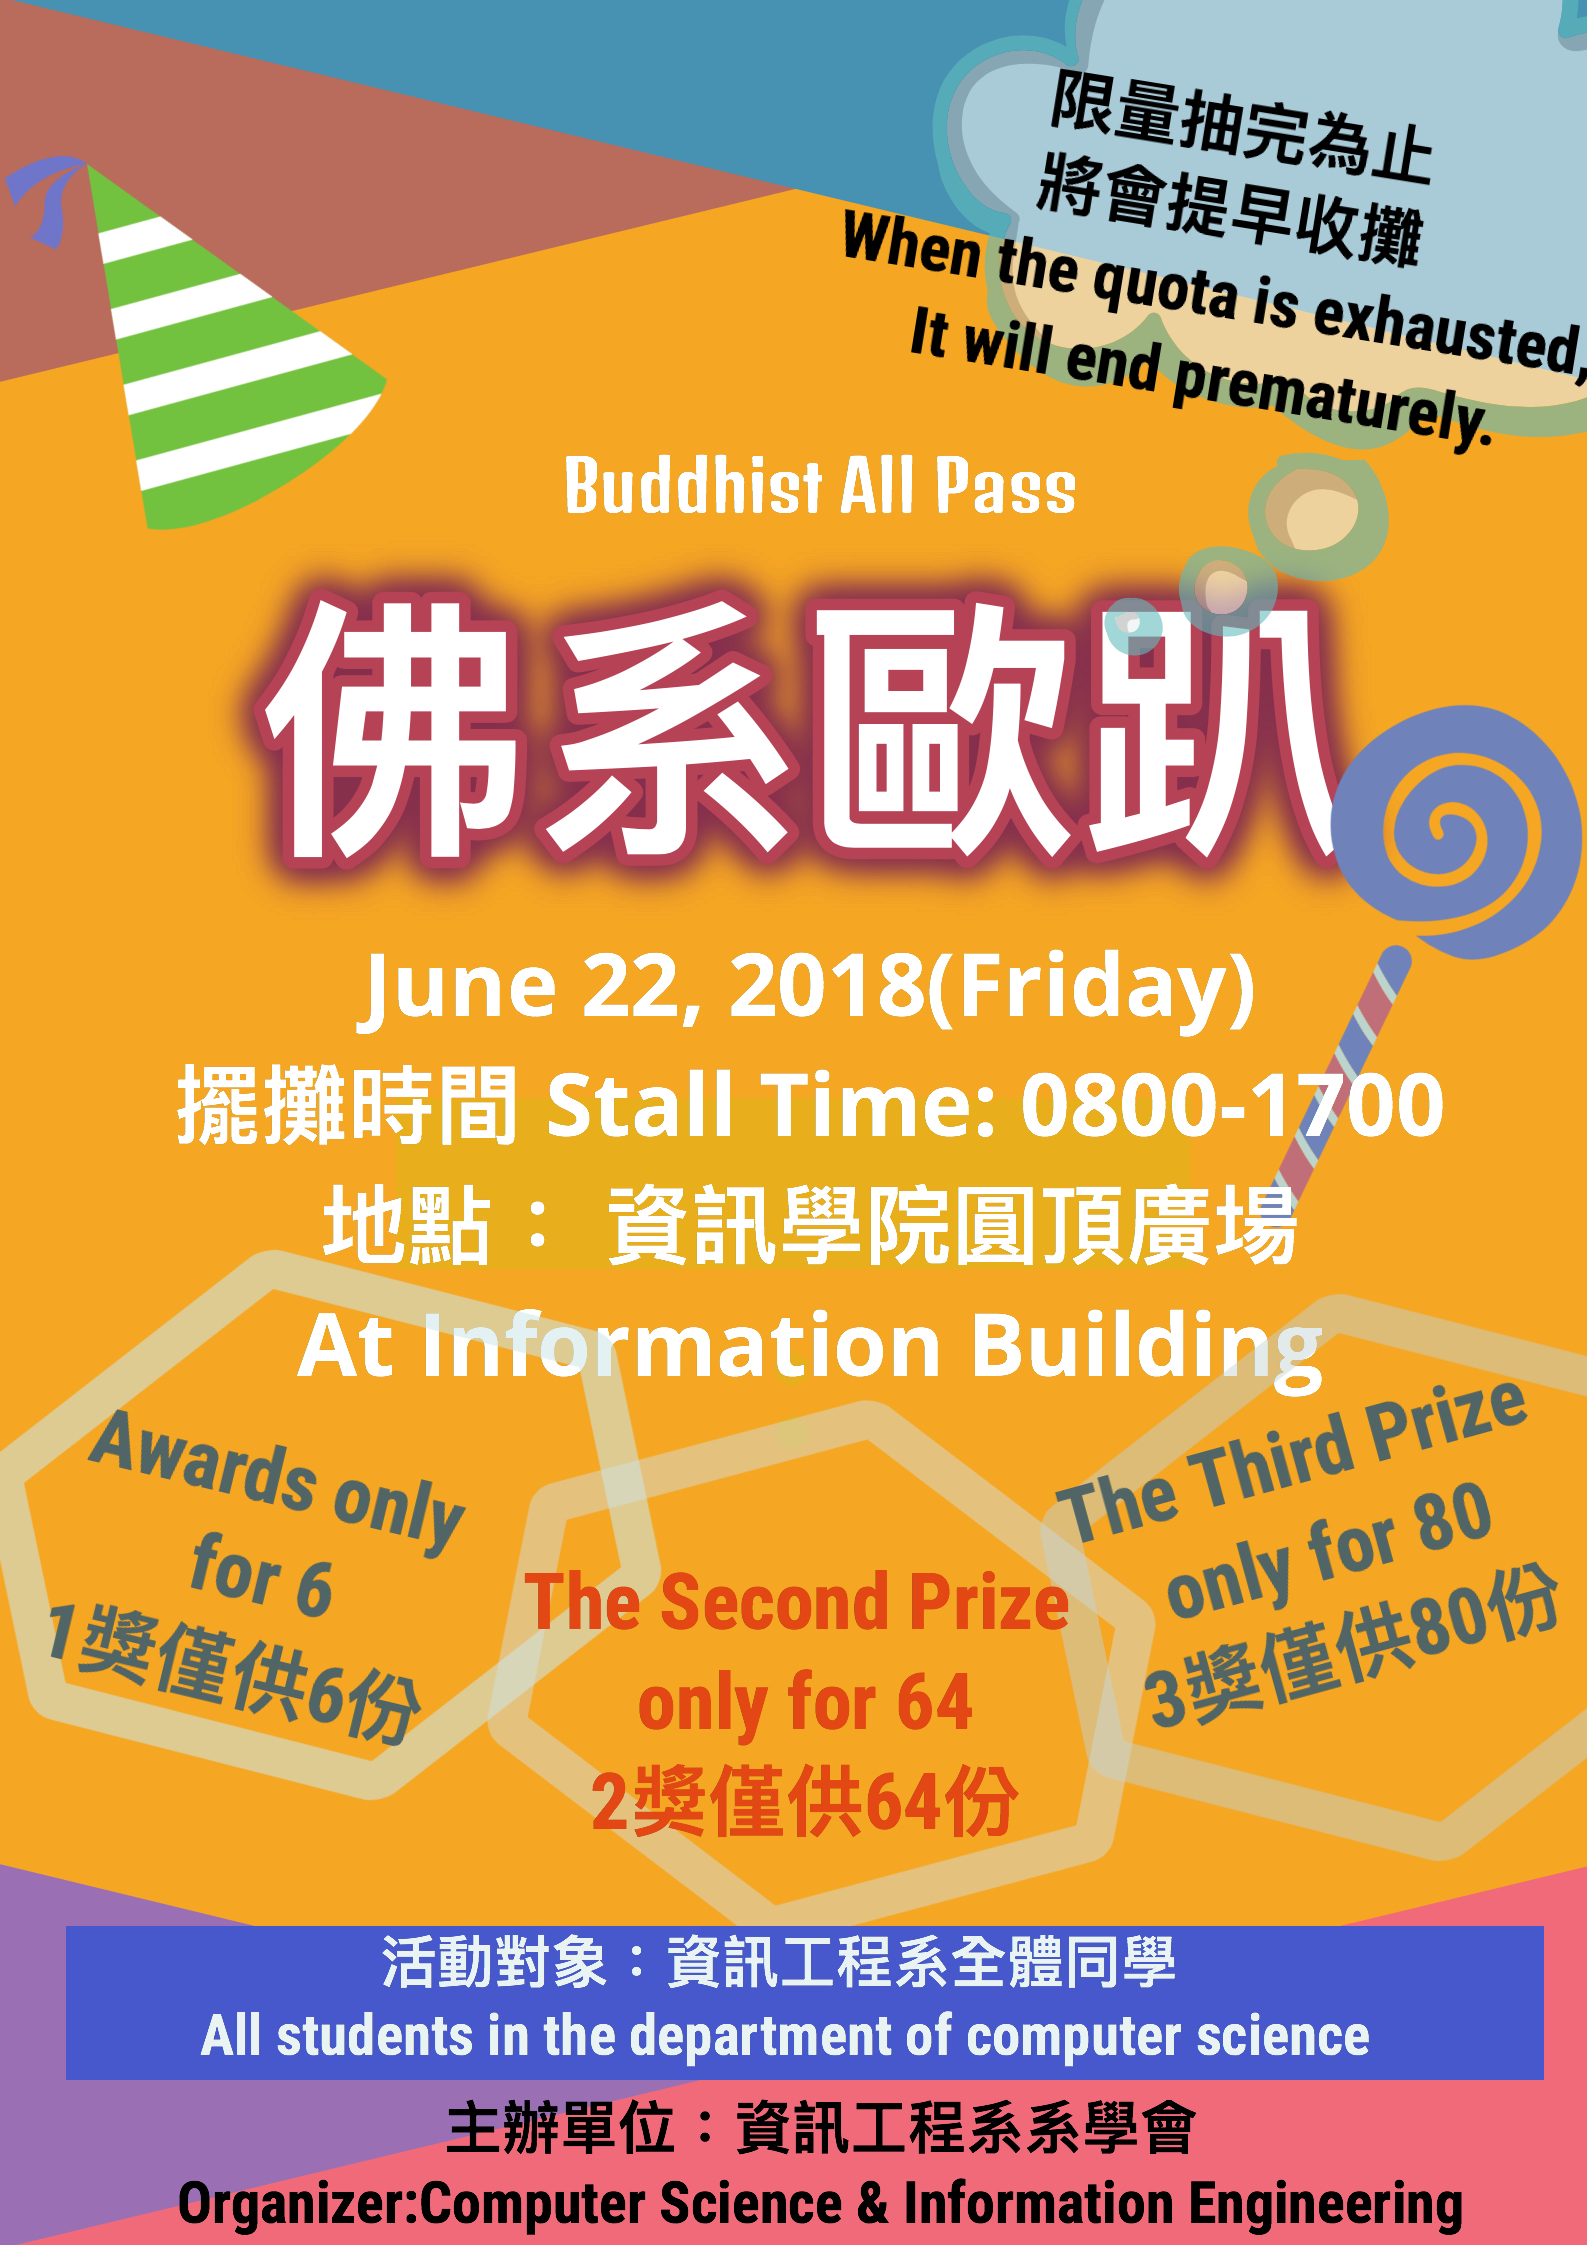 限量抽完為止
將會提早收攤
When the quota is exhausted,
It will end prematurely.
Buddhist All Pass
佛系歐趴
June 22, 2018(Friday)
擺攤時間 Stall Time: 0800-1700
地點： 資訊學院圓頂廣場
At Information Building
Awards only
for 6
1獎僅供6份
The Second Prize
only for 64
2獎僅供64份
The Third Prize
only for 80
3獎僅供80份
活動對象：資訊工程系全體同學
All students in the department of computer science
主辦單位：資訊工程系系學會
Organizer:Computer Science & Information Engineering